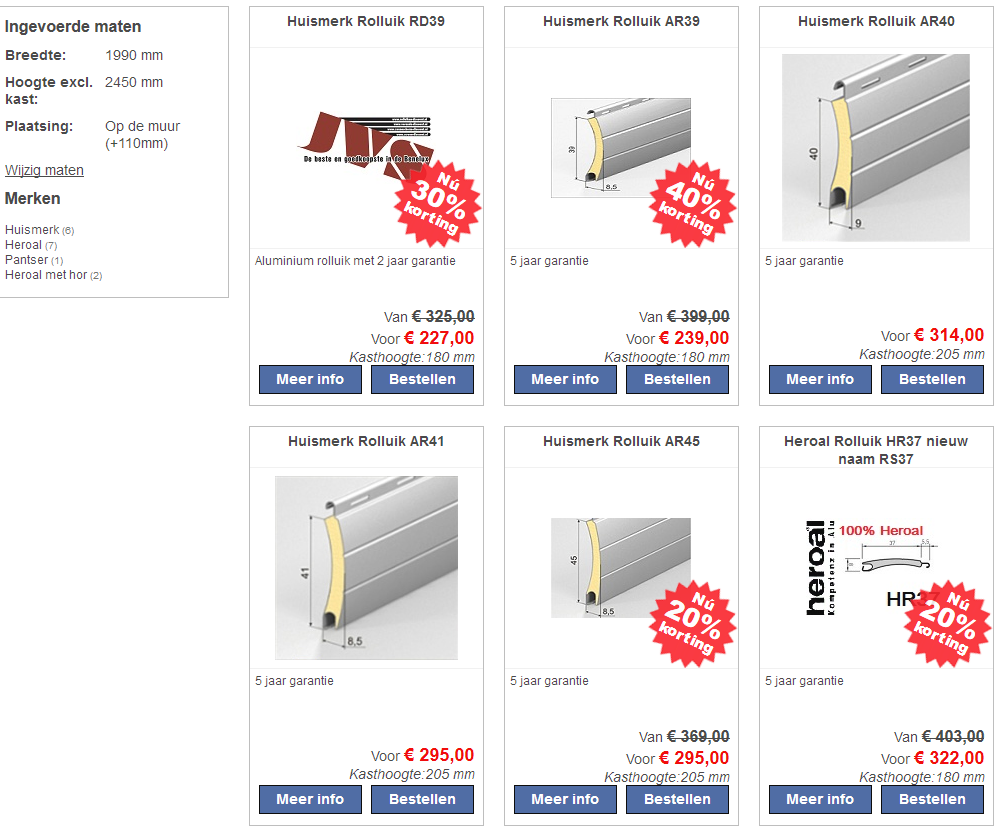 Ingevoerde maten
Breedte: 1990 mm
Hoogte excl. 2450 mm
kast:
Plaatsing: Op de muur
(+110mm)
Wijzig maten
Merken
Huismerk (6)
Heroal (7)
Pantser (1)
Heroal met hor (2)
Huismerk Rolluik RD39
De beste en goedkoopste in de Benelux
Nú
30%
korting
Aluminium rolluik met 2 jaar garantie
Van € 325,00
Voor € 227,00
Kasthoogte:180 mm
Meer info Bestellen
Huismerk Rolluik AR39
39
8,5
Nú
40%
korting
5 jaar garantie
Van € 399,00
Voor € 239,00
Kasthoogte:180 mm
Meer info Bestellen
Huismerk Rolluik AR40
40
9
5 jaar garantie
Voor € 314,00
Kasthoogte:205 mm
Meer info Bestellen
Huismerk Rolluik AR41
41
8,5
5 jaar garantie
Voor € 295,00
Kasthoogte:205 mm
Meer info Bestellen
Huismerk Rolluik AR45
45
8,5
Nú
20%
korting
5 jaar garantie
Van € 369,00
Voor € 295,00
Kasthoogte:205 mm
Meer info Bestellen
Heroal Rolluik HR37 nieuw
naam RS37
heroal
Kompetenz in Alu
100% Heroal
37
5,5
HR37
Nú
20%
korting
5 jaar garantie
Van € 403,00
Voor € 322,00
Kasthoogte:180 mm
Meer info Bestellen